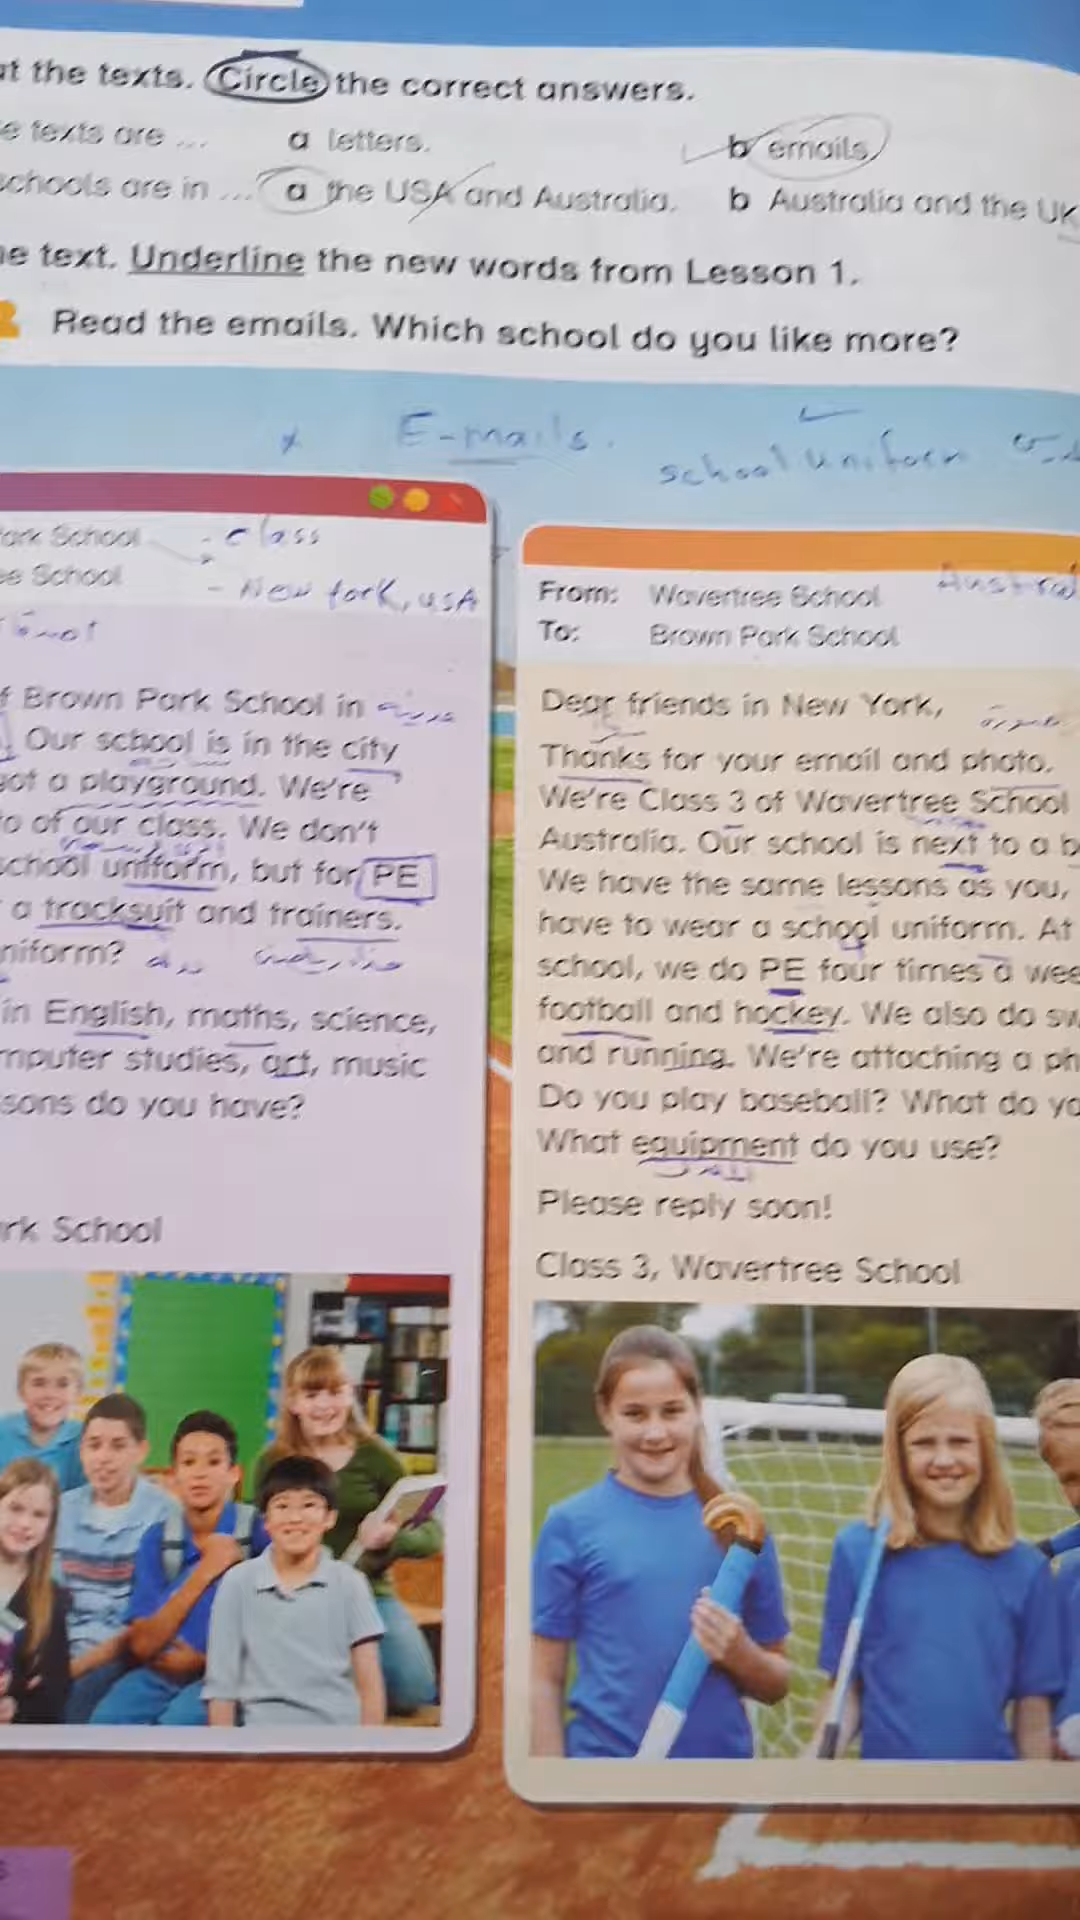 at the texts. Circle the correct answers.
e texts are ... a letters. b emails.
schools are in ... a the USA and Australia. b Australia and the UK
e text. Underline the new words from Lesson 1.
Read the emails. Which school do you like more?
E-mails.
school uniform
ark School - class
ee School - New York, USA
f Brown Park School in
Our school is in the city
got a playground. We're
to of our class. We don't
school uniform, but for PE
a tracksuit and trainers.
niform?
in English, maths, science,
mputer studies, art, music
sons do you have?
rk School
From: Wavertree School
To: Brown Park School
Dear friends in New York,
Thanks for your email and photo.
We're Class 3 of Wavertree School
Australia. Our school is next to a b
We have the same lessons as you,
have to wear a school uniform. At
school, we do PE four times a wee
football and hockey. We also do sw
and running. We're attaching a ph
Do you play baseball? What do yo
What equipment do you use?
Please reply soon!
Class 3, Wavertree School